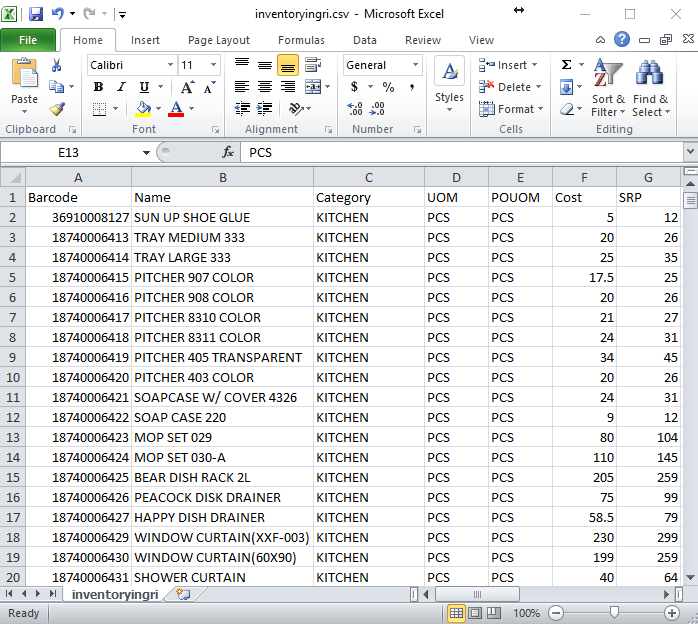 inventoryingri.csv - Microsoft Excel
File Home Insert Page Layout Formulas Data Review View
Paste
Calibri 11
B I U
A A
A
General
$ % ,
Styles
Insert
Delete
Format
Σ
Sort & Filter
Find & Select
Clipboard Font Alignment Number Cells Editing
E13 fx PCS
A B C D E F G
1 Barcode Name Category UOM POUOM Cost SRP
2 36910008127 SUN UP SHOE GLUE KITCHEN PCS PCS 5 12
3 18740006413 TRAY MEDIUM 333 KITCHEN PCS PCS 20 26
4 18740006414 TRAY LARGE 333 KITCHEN PCS PCS 25 35
5 18740006415 PITCHER 907 COLOR KITCHEN PCS PCS 17.5 25
6 18740006416 PITCHER 908 COLOR KITCHEN PCS PCS 20 26
7 18740006417 PITCHER 8310 COLOR KITCHEN PCS PCS 21 27
8 18740006418 PITCHER 8311 COLOR KITCHEN PCS PCS 24 31
9 18740006419 PITCHER 405 TRANSPARENT KITCHEN PCS PCS 34 45
10 18740006420 PITCHER 403 COLOR KITCHEN PCS PCS 20 26
11 18740006421 SOAPCASE W/ COVER 4326 KITCHEN PCS PCS 24 31
12 18740006422 SOAP CASE 220 KITCHEN PCS PCS 9 12
13 18740006423 MOP SET 029 KITCHEN PCS PCS 80 104
14 18740006424 MOP SET 030-A KITCHEN PCS PCS 110 145
15 18740006425 BEAR DISH RACK 2L KITCHEN PCS PCS 205 259
16 18740006426 PEACOCK DISK DRAINER KITCHEN PCS PCS 75 99
17 18740006427 HAPPY DISH DRAINER KITCHEN PCS PCS 58.5 79
18 18740006429 WINDOW CURTAIN(XXF-003) KITCHEN PCS PCS 230 299
19 18740006430 WINDOW CURTAIN(60X90) KITCHEN PCS PCS 199 259
20 18740006431 SHOWER CURTAIN KITCHEN PCS PCS 40 64
inventoryingri
Ready 100%